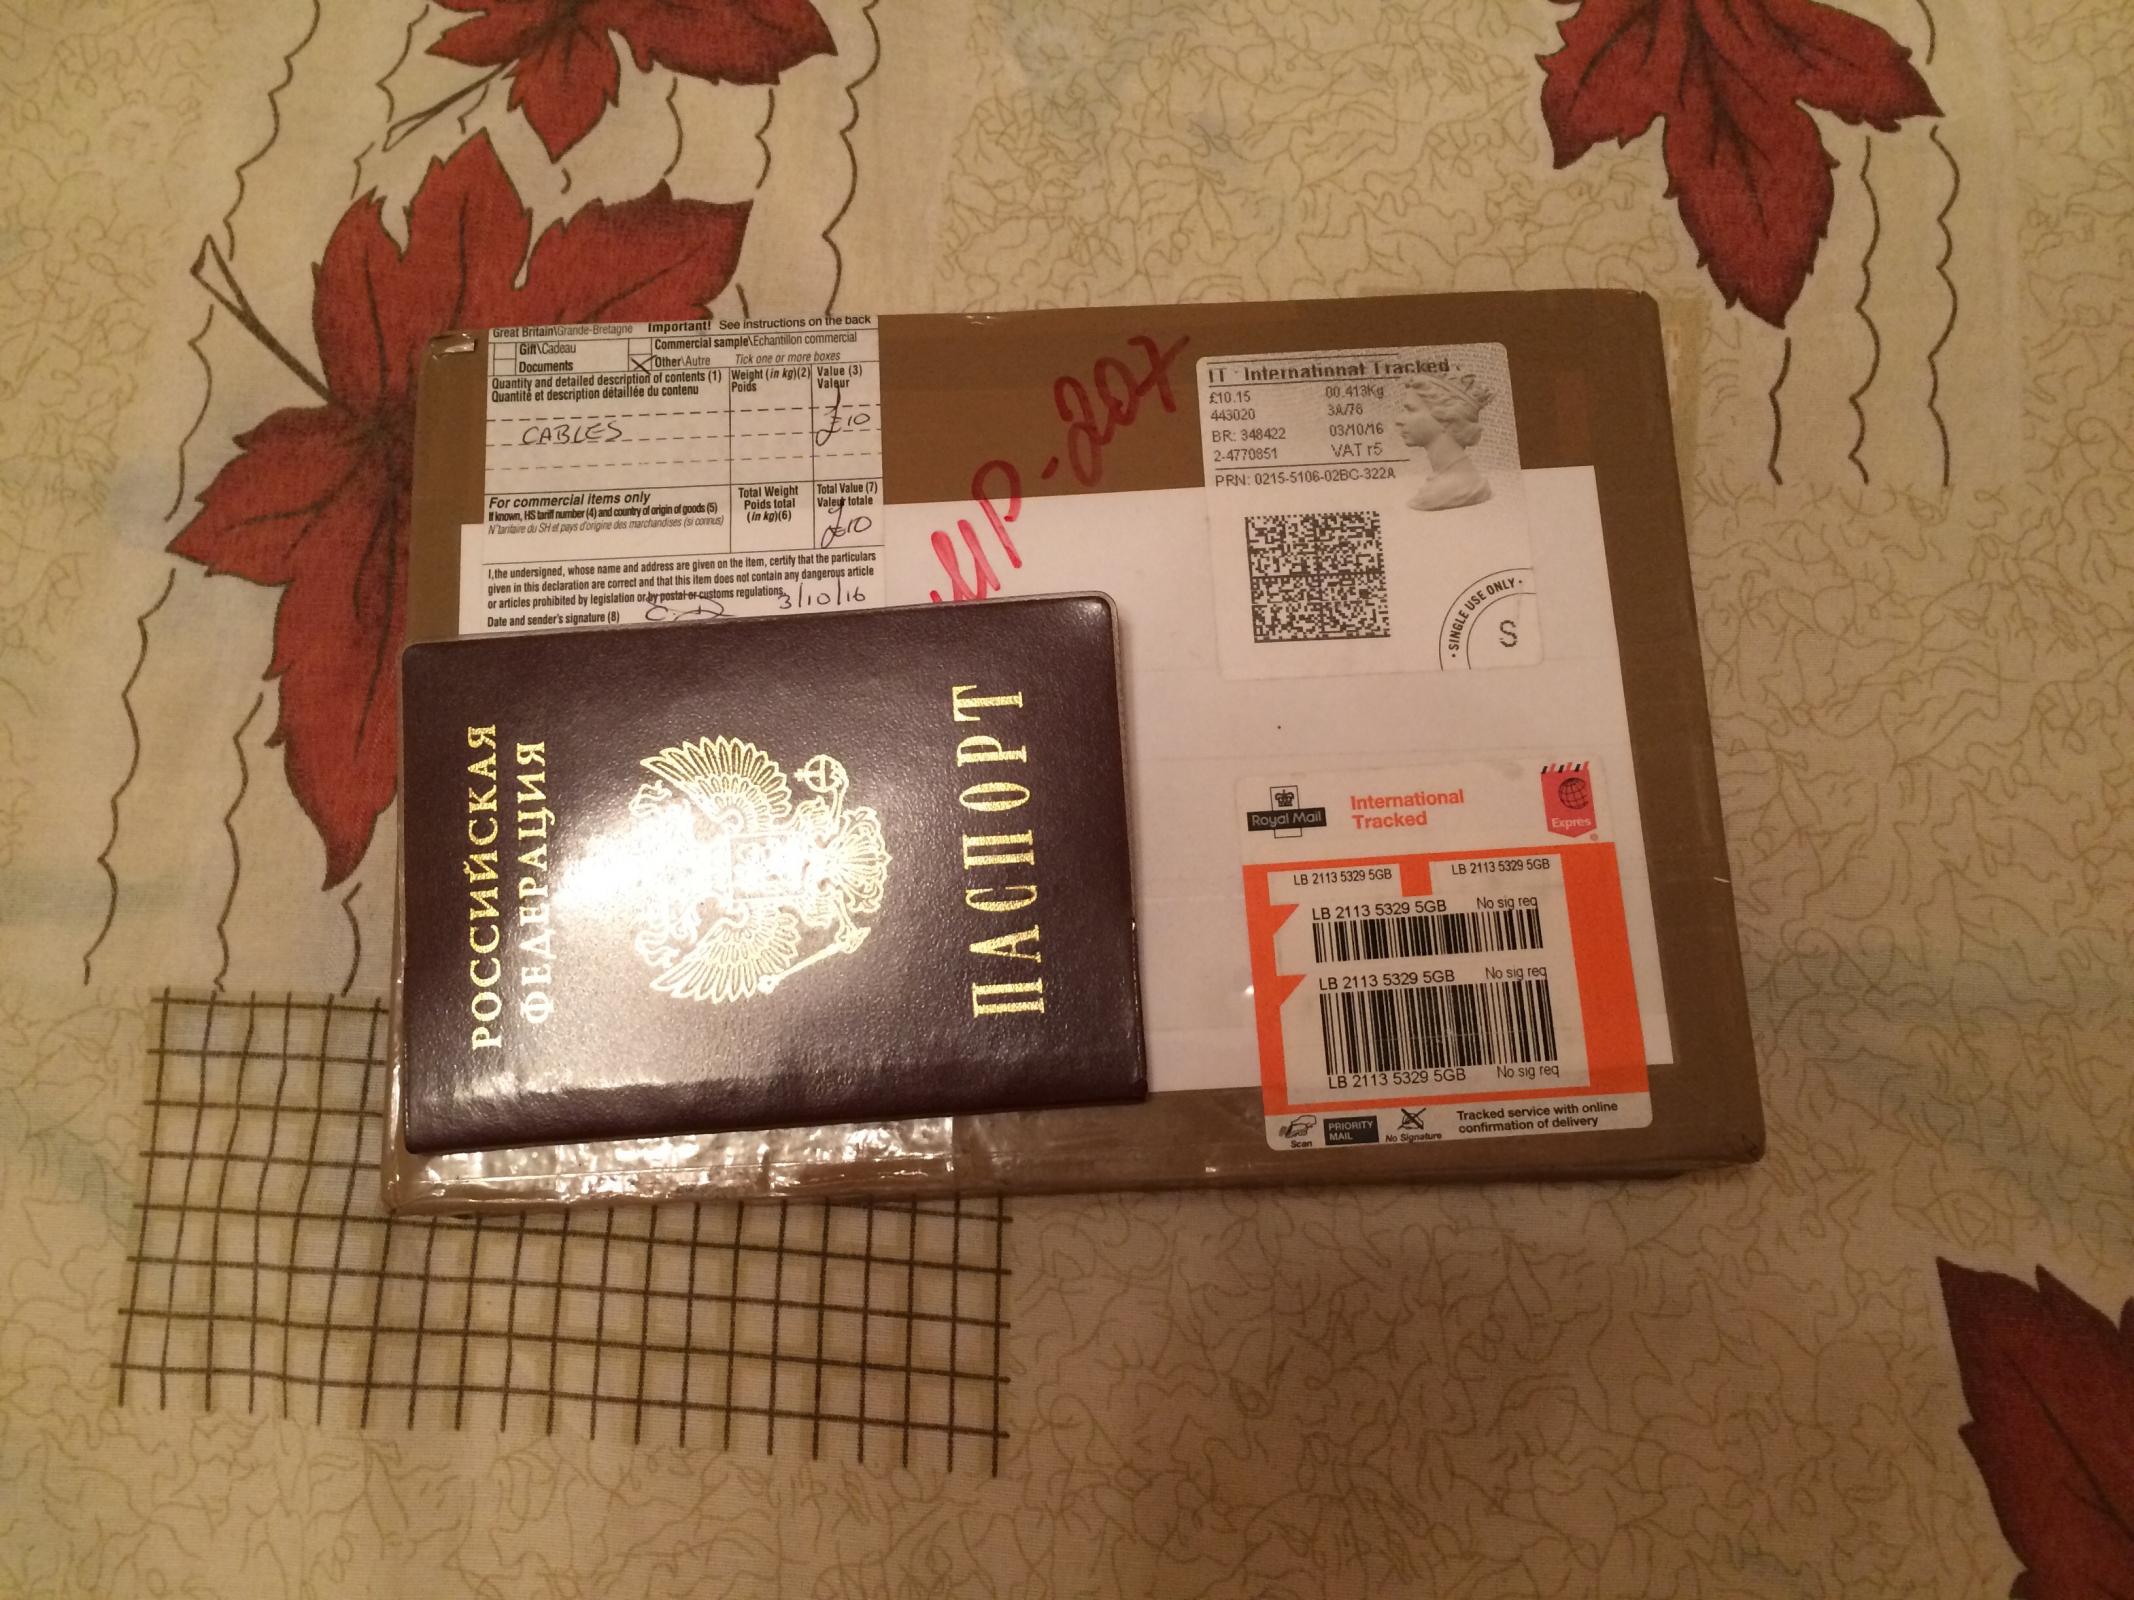 Great Britain\Grande-Bretagne Important! See instructions on the back
Gift\Cadeau Commercial sample\Echantillon commercial
Documents Other\Autre Tick one or more boxes
Quantity and detailed description of contents (1) Weight (in kg)(2) Value (3)
Quantité et description détaillée du contenu Poids Valeur
CABLES £10
For commercial items only Total Weight Total Value (7)
If known, HS tariff number (4) and country of origin of goods (5) Poids total Valeur totale
N°tarifaire du SH et pays d'origine des marchandises (si connus) (in kg)(6) £10
I, the undersigned, whose name and address are given on the item, certify that the particulars
given in this declaration are correct and that this item does not contain any dangerous article
or articles prohibited by legislation or by postal or customs regulations.
3/10/16
Date and sender's signature (8)
МР-207
IT - International Tracked
£10.15 00.413Kg
443020 3A/76
BR: 348422 03/10/16
2-4770851 VAT r5
PRN: 0215-5106-02BC-322A
• SINGLE USE ONLY •
S
РОССИЙСКАЯ
ФЕДЕРАЦИЯ
ПАСПОРТ
Royal Mail
International
Tracked
Expres
LB 2113 5329 5GB LB 2113 5329 5GB
LB 2113 5329 5GB No sig req
LB 2113 5329 5GB No sig req
LB 2113 5329 5GB No sig req
Scan
PRIORITY
MAIL
No Signature
Tracked service with online
confirmation of delivery